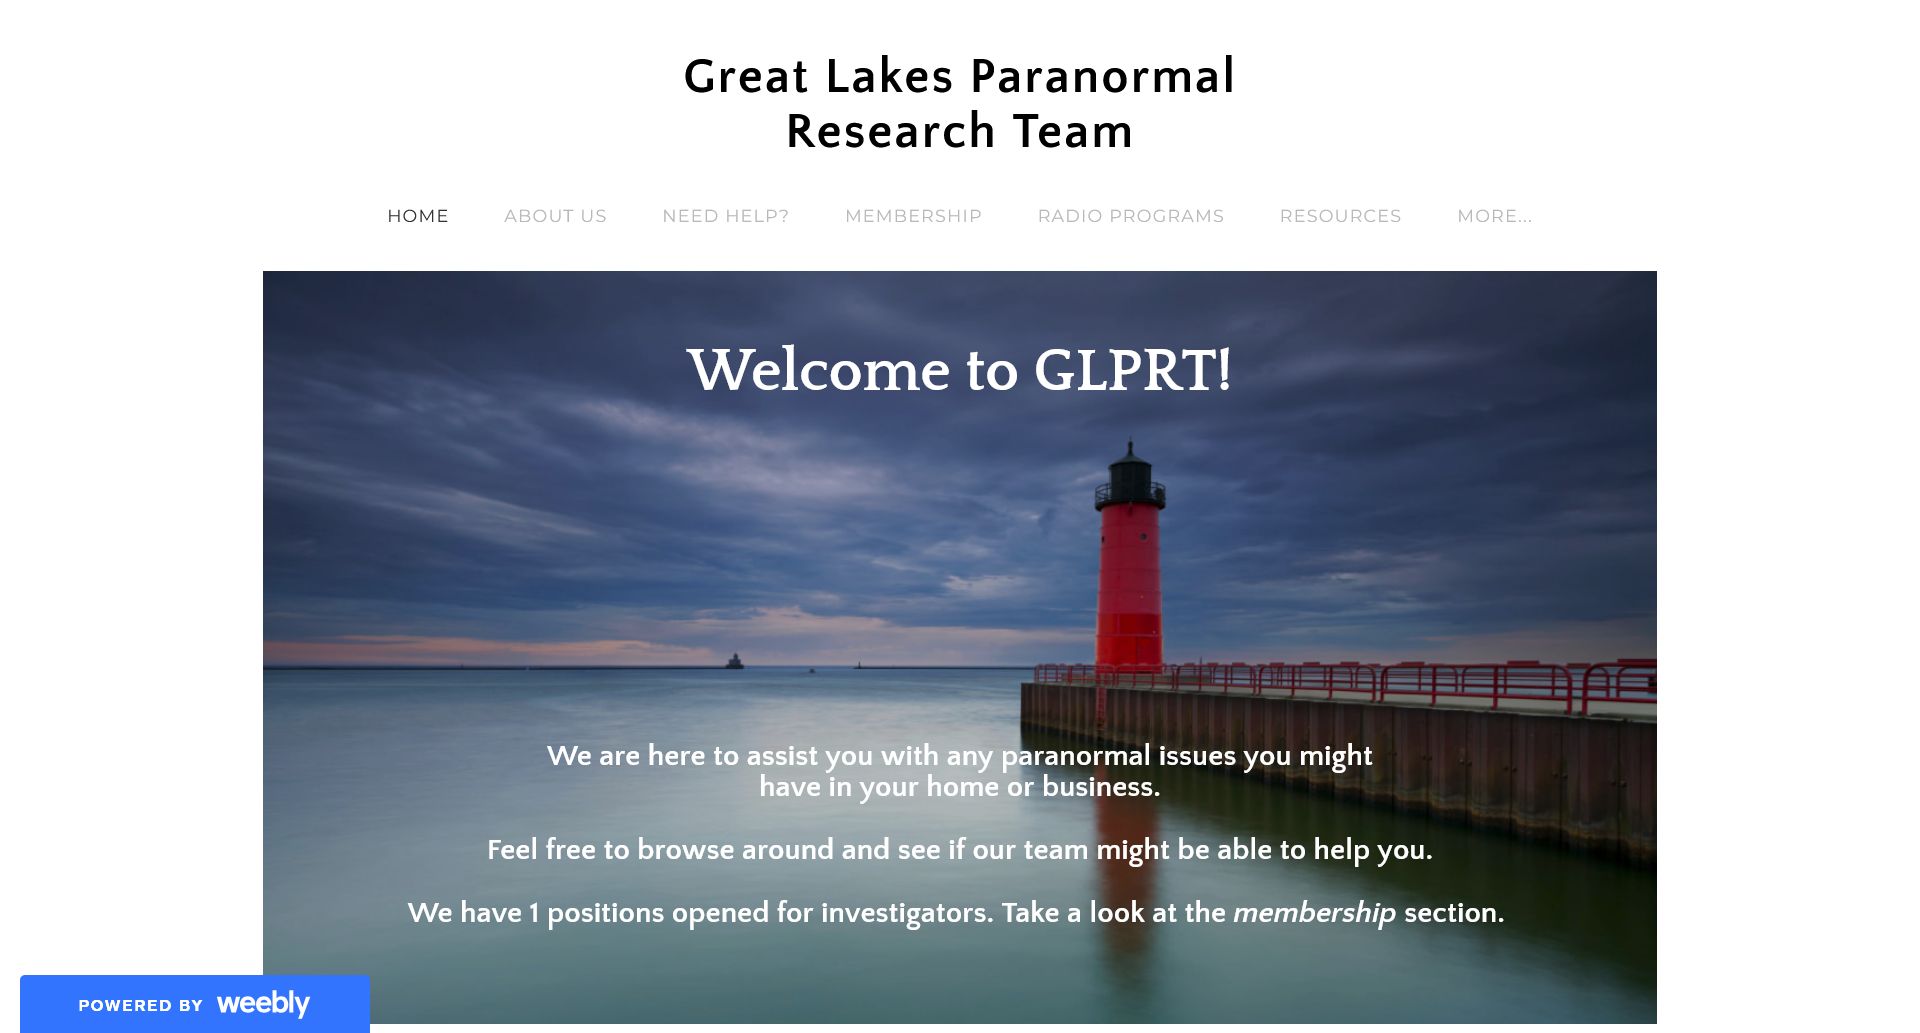 Great Lakes Paranormal
Research Team
HOME
ABOUT US
NEED HELP?
MEMBERSHIP
RADIO PROGRAMS
RESOURCES
MORE...
Welcome to GLPRT!
We are here to assist you with any paranormal issues you might
have in your home or business.
Feel free to browse around and see if our team might be able to help you.
We have 1 positions opened for investigators. Take a look at the membership section.
POWERED BY weebly